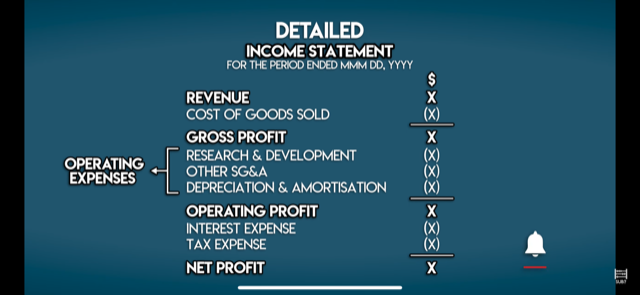 DETAILED
INCOME STATEMENT
FOR THE PERIOD ENDED MMM DD, YYYY
$
REVENUE X
COST OF GOODS SOLD (X)
GROSS PROFIT X
OPERATING EXPENSES
RESEARCH & DEVELOPMENT (X)
OTHER SG&A (X)
DEPRECIATION & AMORTISATION (X)
OPERATING PROFIT X
INTEREST EXPENSE (X)
TAX EXPENSE (X)
NET PROFIT X